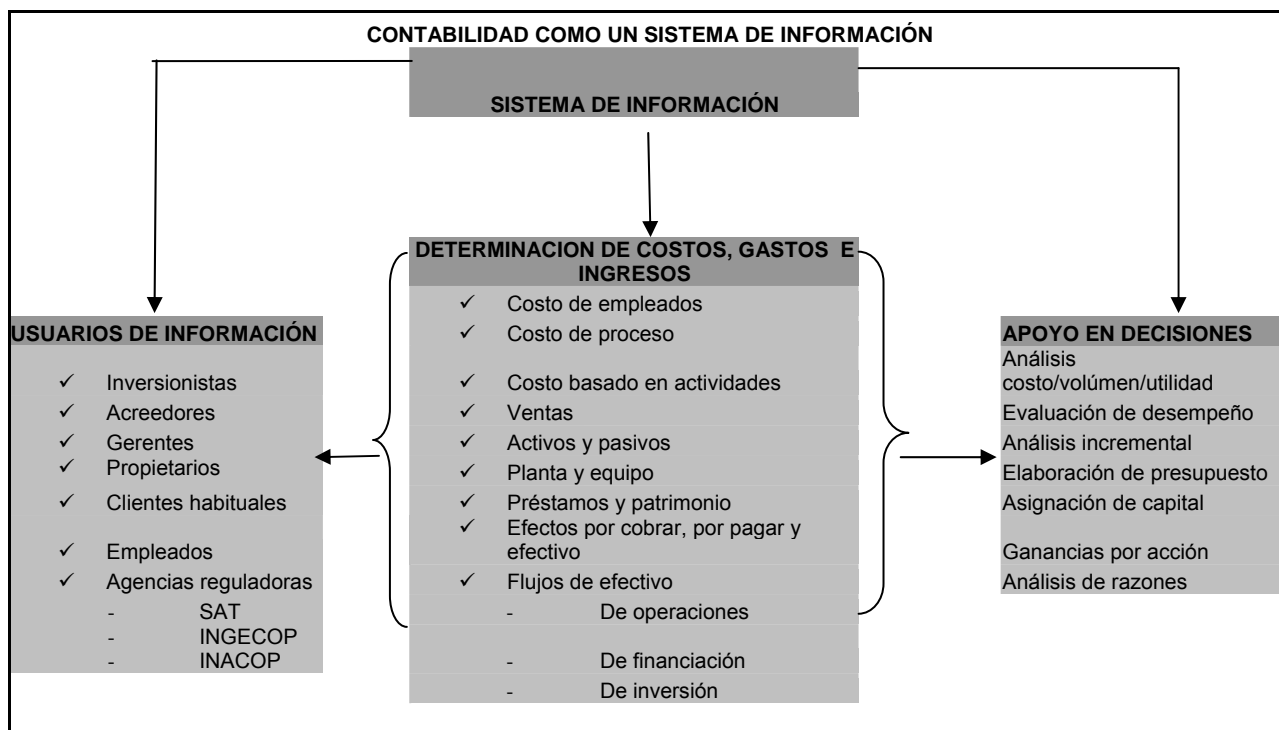 CONTABILIDAD COMO UN SISTEMA DE INFORMACIÓN
SISTEMA DE INFORMACIÓN
USUARIOS DE INFORMACIÓN
✓ Inversionistas
✓ Acreedores
✓ Gerentes
✓ Propietarios
✓ Clientes habituales
✓ Empleados
✓ Agencias reguladoras
- SAT
- INGECOP
- INACOP
DETERMINACION DE COSTOS, GASTOS E
INGRESOS
✓ Costo de empleados
✓ Costo de proceso
✓ Costo basado en actividades
✓ Ventas
✓ Activos y pasivos
✓ Planta y equipo
✓ Préstamos y patrimonio
✓ Efectos por cobrar, por pagar y
efectivo
✓ Flujos de efectivo
- De operaciones
- De financiación
- De inversión
APOYO EN DECISIONES
Análisis
costo/volúmen/utilidad
Evaluación de desempeño
Análisis incremental
Elaboración de presupuesto
Asignación de capital
Ganancias por acción
Análisis de razones